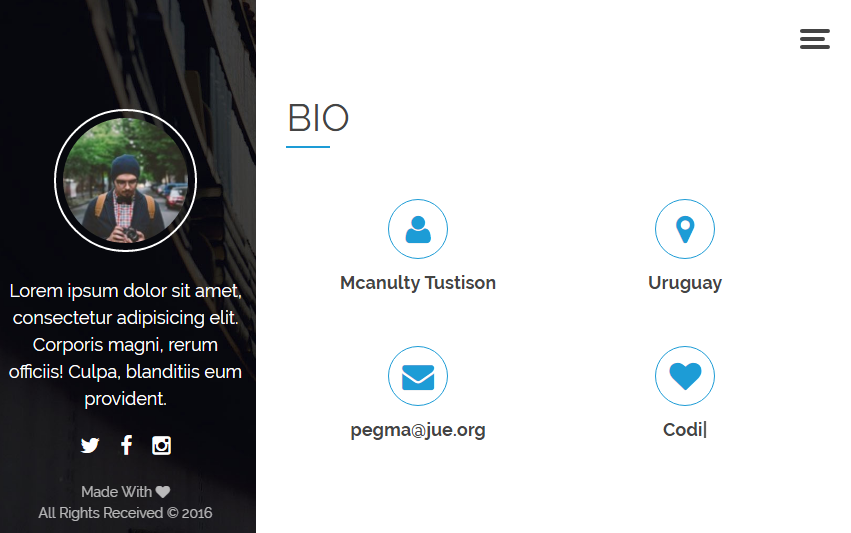 BIO
Mcanulty Tustison
Uruguay
pegma@jue.org
Codi|
Lorem ipsum dolor sit amet,
consectetur adipisicing elit.
Corporis magni, rerum
officiis! Culpa, blanditiis eum
provident.
Made With
All Rights Received © 2016